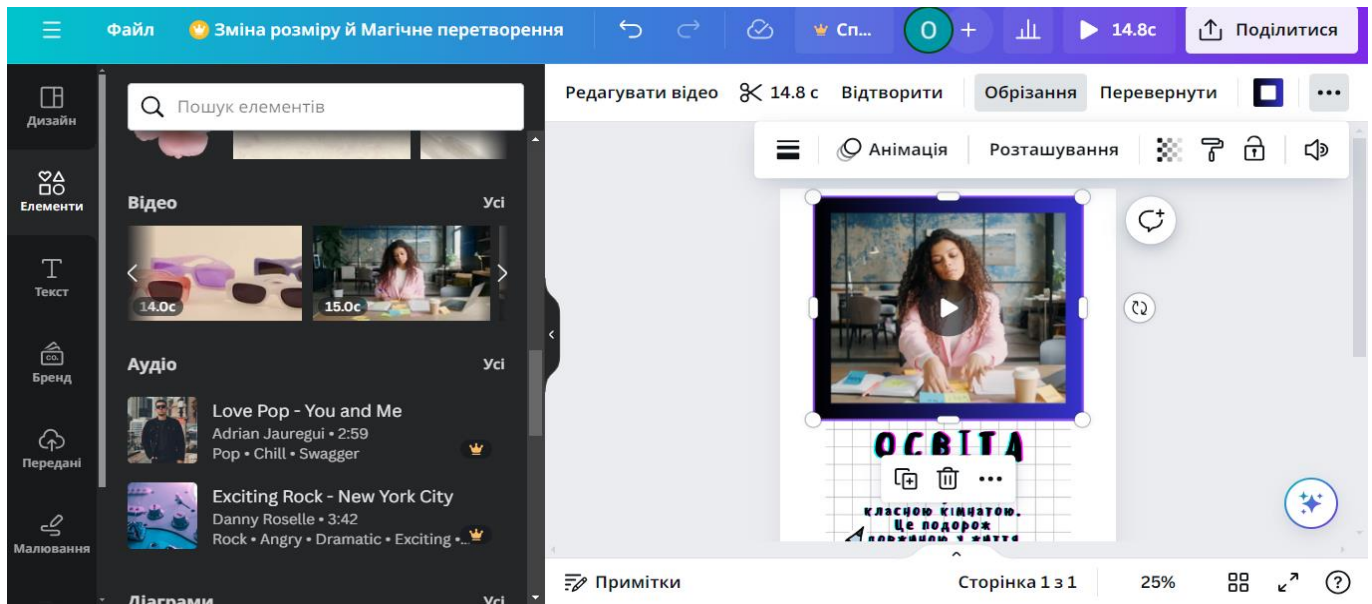 Файл
Зміна розміру й Магічне перетворення
Сп...
О
14.8с
Поділитися
Дизайн
Елементи
Текст
CO.
Бренд
Передані
Малювання
Пошук елементів
Відео
Усі
14.0с
15.0с
Аудіо
Усі
Love Pop - You and Me
Adrian Jauregui • 2:59
Pop • Chill • Swagger
Exciting Rock - New York City
Danny Roselle • 3:42
Rock • Angry • Dramatic • Exciting •...
Діаграми
Усі
Редагувати відео
14.8 с
Відтворити
Обрізання
Перевернути
Анімація
Розташування
ОСВІТА
класною кімнатою.
Це подорож
довжиною у життя
Примітки
Сторінка 1 з 1
25%